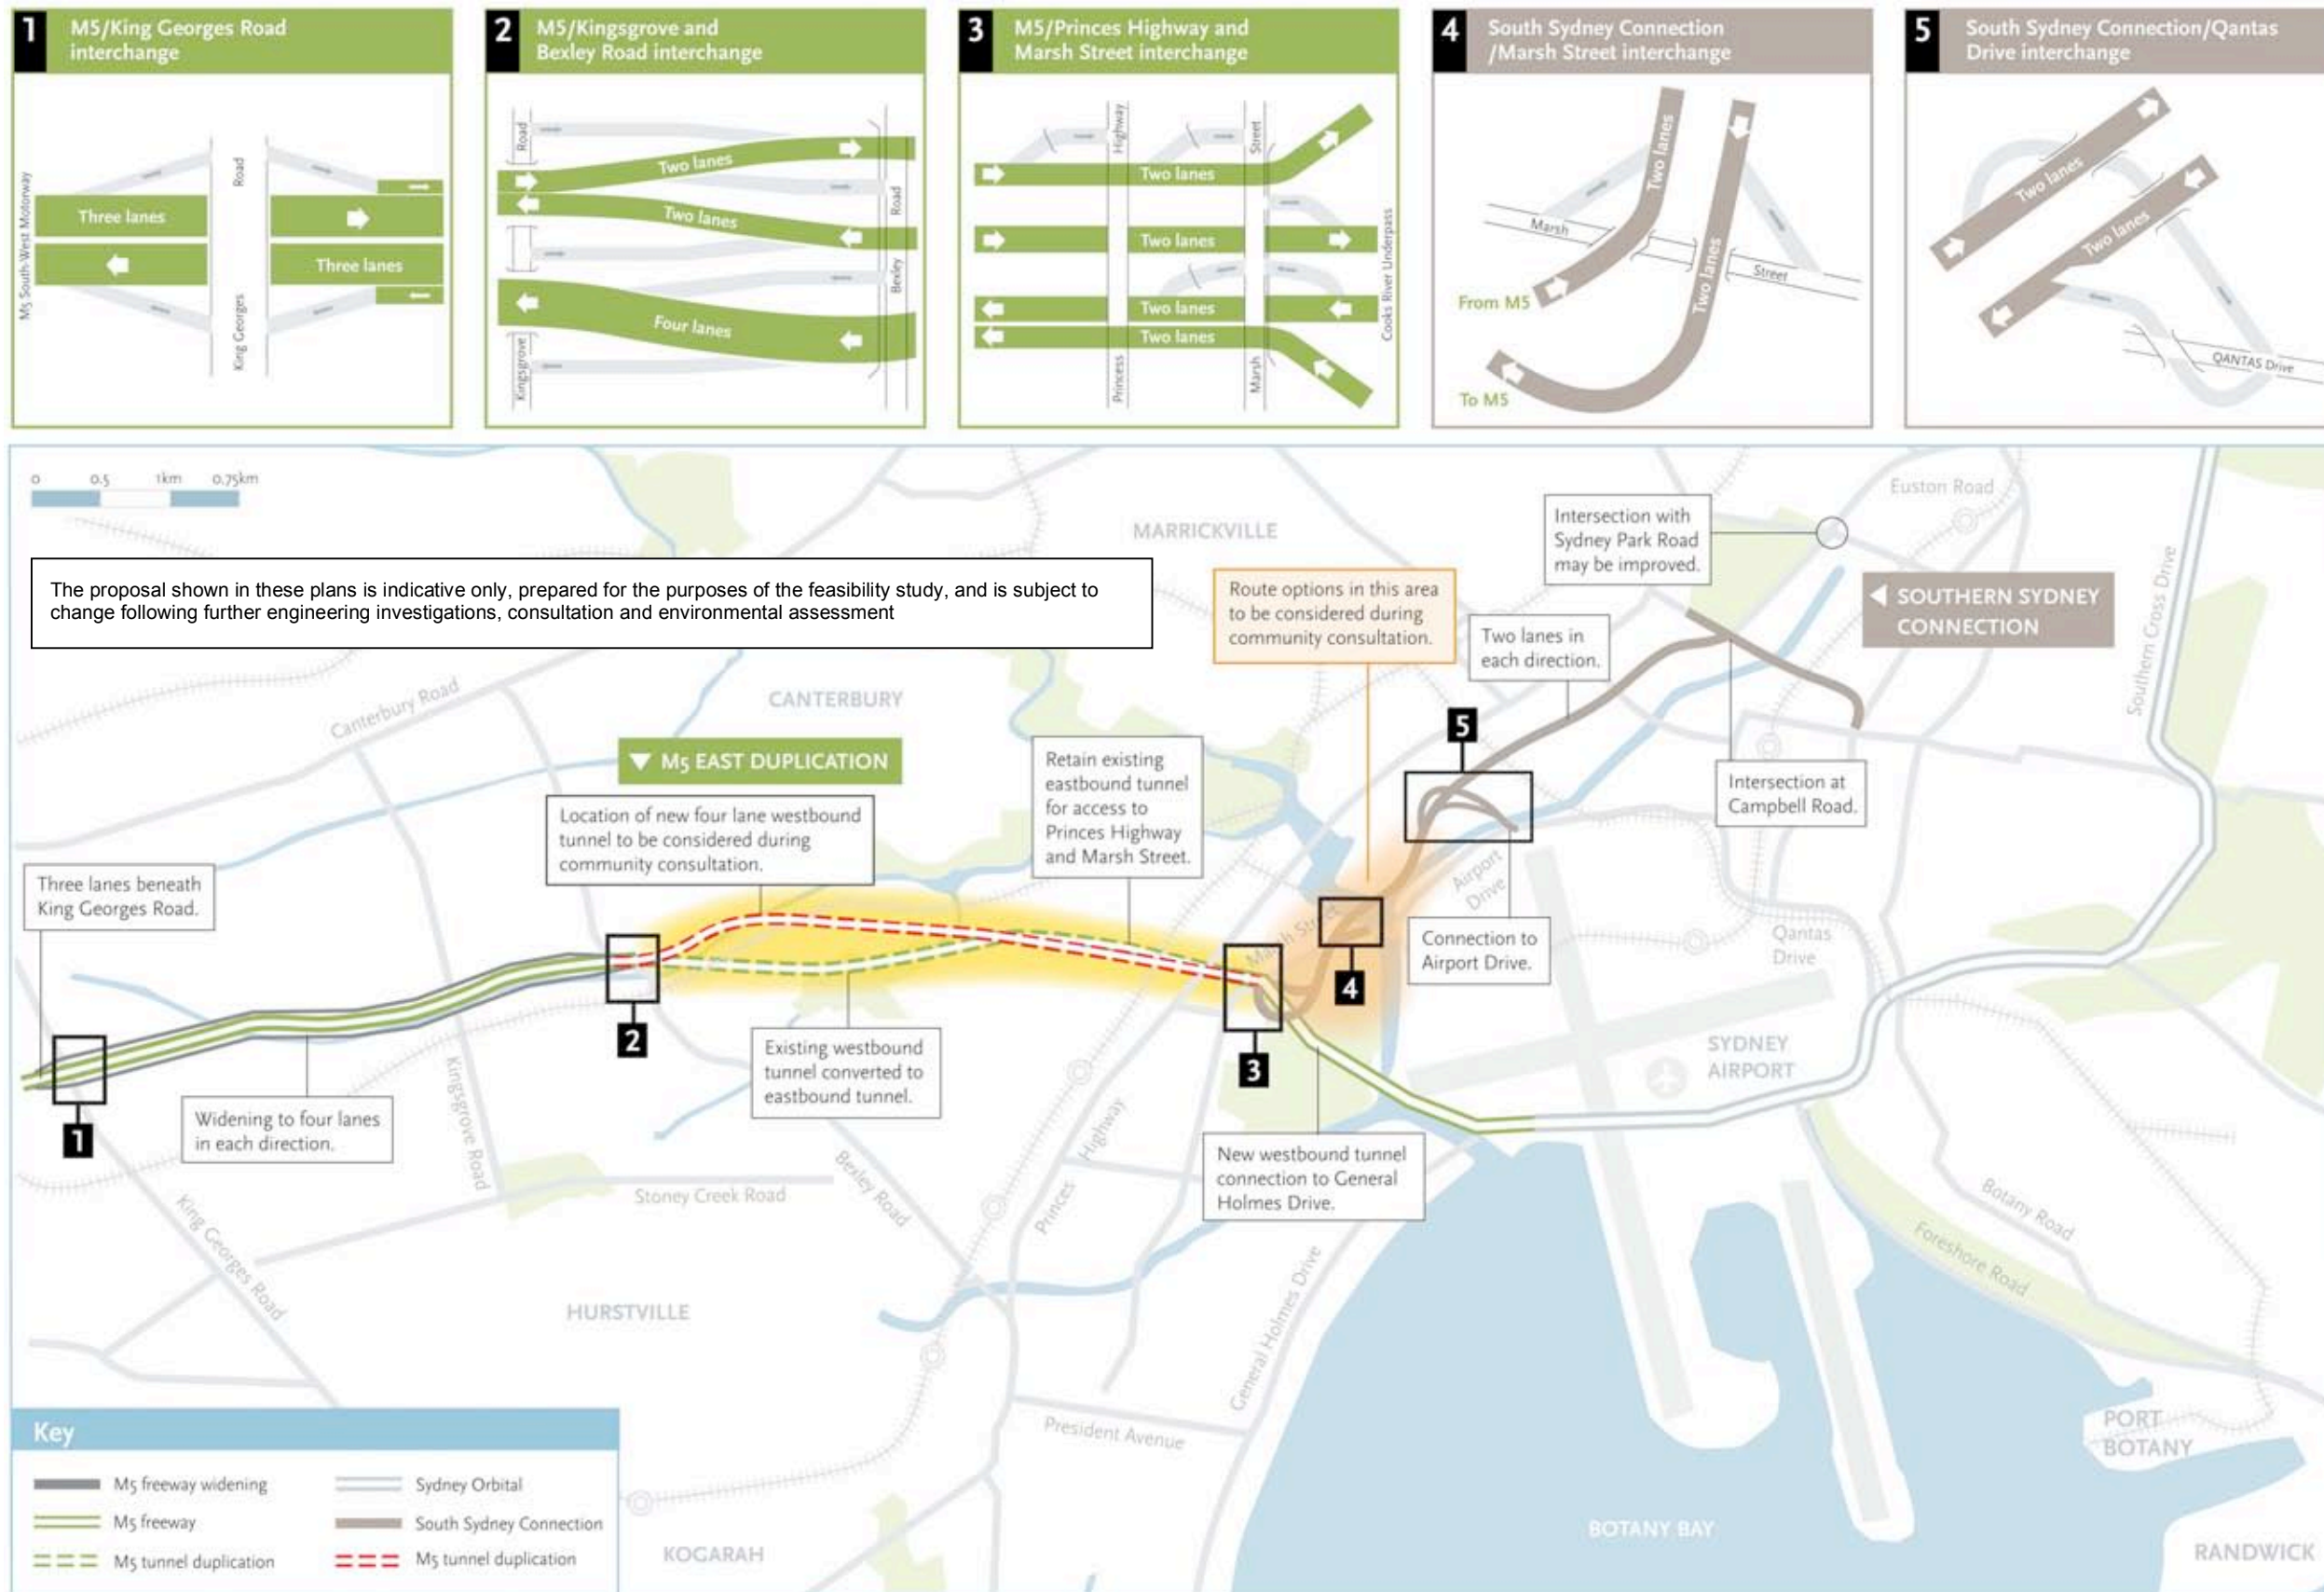 1
M5/King Georges Road
interchange
M5 South-West Motorway
Three lanes
Three lanes
Road
King Georges
2
M5/Kingsgrove and
Bexley Road interchange
Road
Kingsgrove
Two lanes
Two lanes
Four lanes
Road
Bexley
3
M5/Princes Highway and
Marsh Street interchange
Highway
Princess
Street
Marsh
Two lanes
Two lanes
Two lanes
Two lanes
Cooks River Underpass
4
South Sydney Connection
/Marsh Street interchange
Two lanes
Two lanes
Marsh
Street
From M5
To M5
5
South Sydney Connection/Qantas
Drive interchange
Two lanes
Two lanes
QANTAS Drive
0 0.5 1km 0.75km
The proposal shown in these plans is indicative only, prepared for the purposes of the feasibility study, and is subject to
change following further engineering investigations, consultation and environmental assessment
MARRICKVILLE
Euston Road
Intersection with
Sydney Park Road
may be improved.
Route options in this area
to be considered during
community consultation.
Two lanes in
each direction.
SOUTHERN SYDNEY
CONNECTION
Southern Cross Drive
Canterbury Road
CANTERBURY
M5 EAST DUPLICATION
Location of new four lane westbound
tunnel to be considered during
community consultation.
Retain existing
eastbound tunnel
for access to
Princes Highway
and Marsh Street.
5
Intersection at
Campbell Road.
Three lanes beneath
King Georges Road.
Airport
Drive
Marsh Street
Connection to
Airport Drive.
Qantas
Drive
4
2
3
1
Existing westbound
tunnel converted to
eastbound tunnel.
Widening to four lanes
in each direction.
Kingsgrove Road
SYDNEY
AIRPORT
New westbound tunnel
connection to General
Holmes Drive.
Princes Highway
Stoney Creek Road
Bexley Road
King Georges Road
Botany Road
Foreshore Road
HURSTVILLE
General Holmes Drive
President Avenue
PORT
BOTANY
BOTANY BAY
RANDWICK
KOGARAH
Key
M5 freeway widening
Sydney Orbital
M5 freeway
South Sydney Connection
M5 tunnel duplication
M5 tunnel duplication